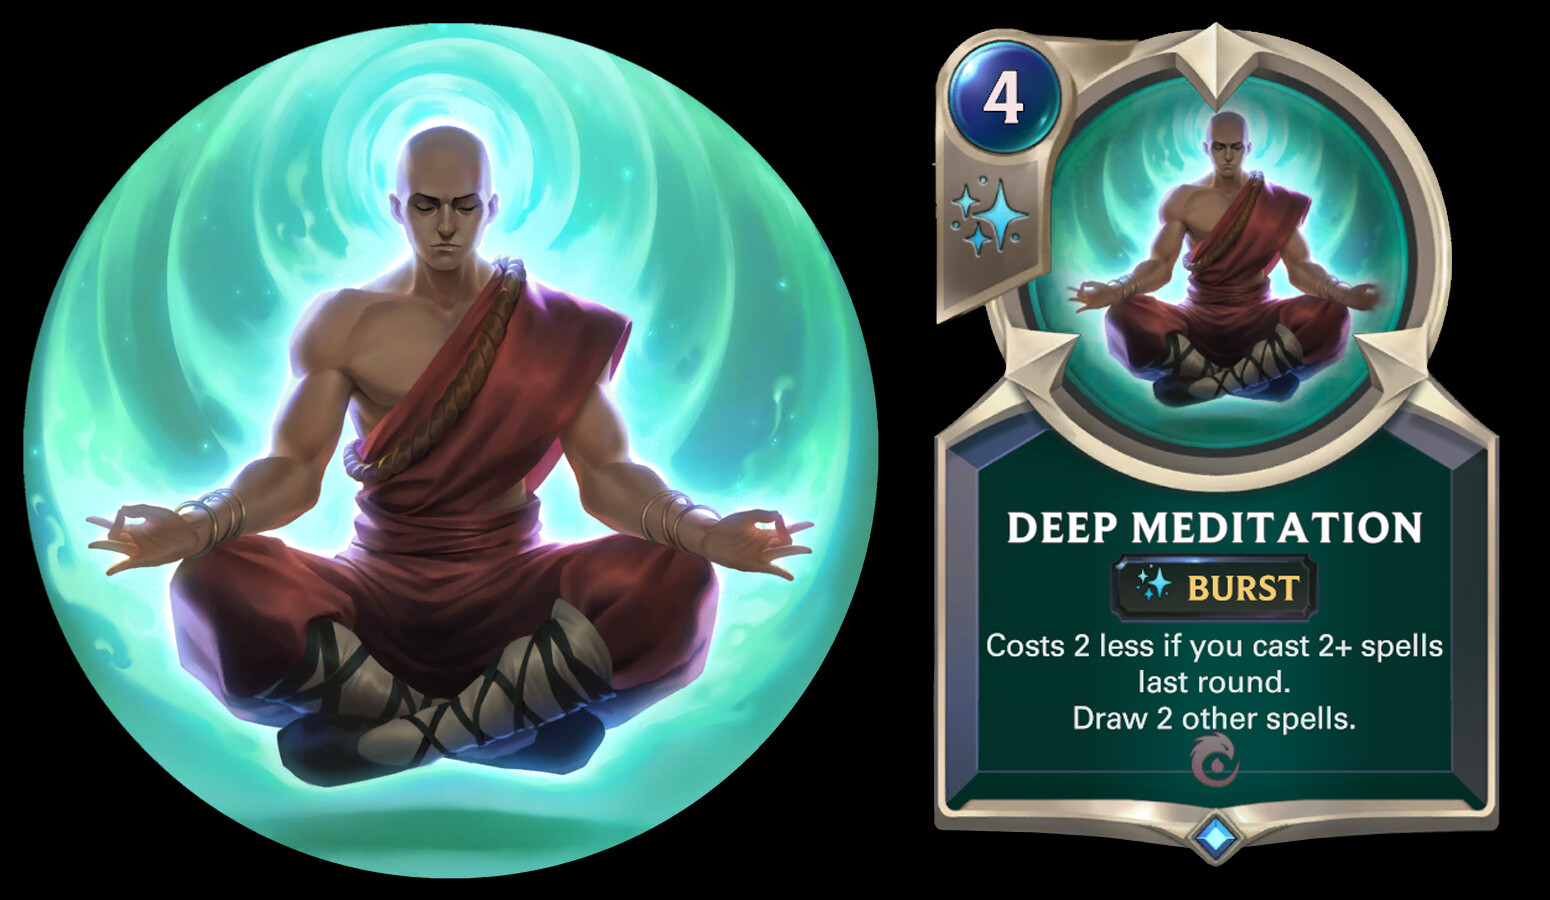 4
DEEP MEDITATION
BURST
Costs 2 less if you cast 2+ spells
last round.
Draw 2 other spells.